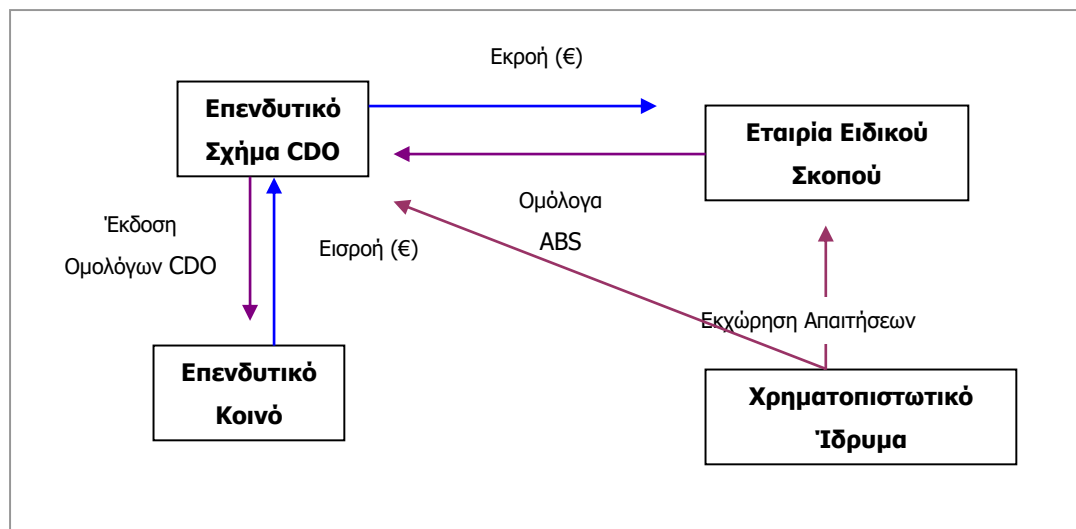 Εκροή (€)
Επενδυτικό
Σχήμα CDO
Εταιρία Ειδικού
Σκοπού
Ομόλογα
ABS
Έκδοση
Ομολόγων CDO
Εισροή (€)
Εκχώρηση Απαιτήσεων
Επενδυτικό
Κοινό
Χρηματοπιστωτικό
Ίδρυμα